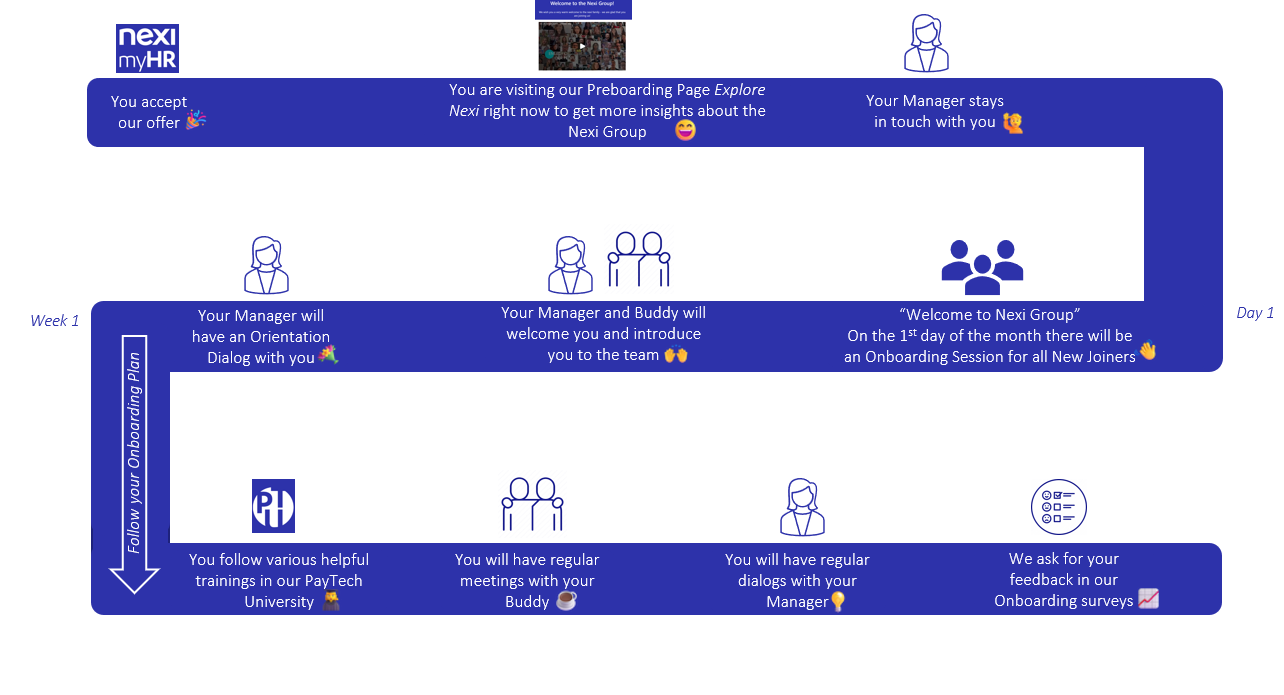 Welcome to the Nexi Group!
nexi
myHR
You accept
our offer
You are visiting our Preboarding Page Explore
Nexi right now to get more insights about the
Nexi Group
Your Manager stays
in touch with you
Day 1
“Welcome to Nexi Group”
On the 1st day of the month there will be
an Onboarding Session for all New Joiners
Your Manager and Buddy will
welcome you and introduce
you to the team
Your Manager will
have an Orientation
Dialog with you
Week 1
Follow your Onboarding Plan
You follow various helpful
trainings in our PayTech
University
You will have regular
meetings with your
Buddy
You will have regular
dialogs with your
Manager
We ask for your
feedback in our
Onboarding surveys